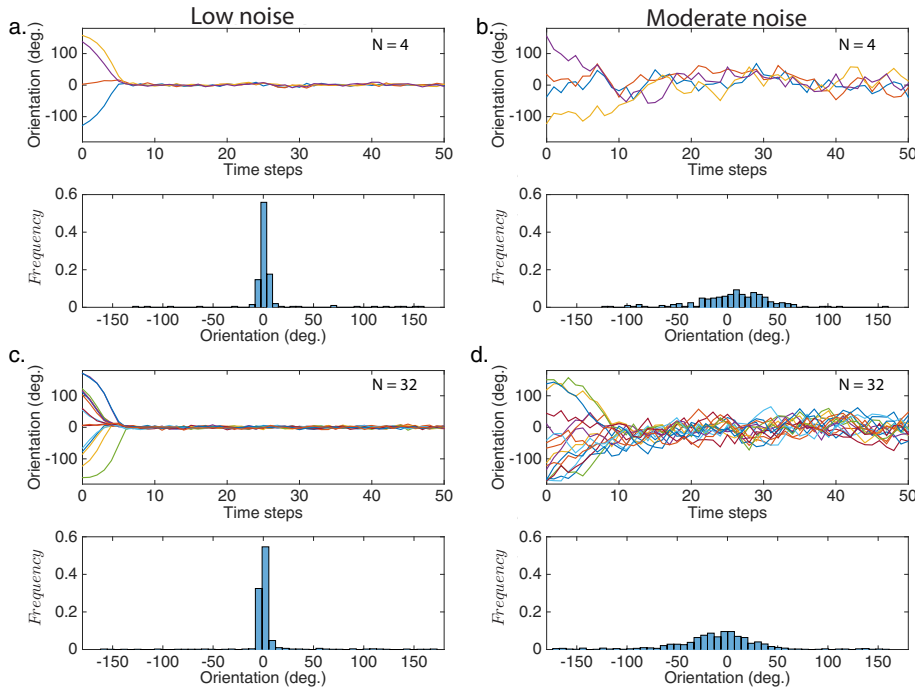 Low noise
Moderate noise
a.
N = 4
Orientation (deg.)
100
0
-100
0 10 20 30 40 50
Time steps
Frequency
0.6
0.4
0.2
0
-150 -100 -50 0 50 100 150
Orientation (deg.)
b.
N = 4
Orientation (deg.)
100
0
-100
0 10 20 30 40 50
Time steps
Frequency
0.6
0.4
0.2
0
-150 -100 -50 0 50 100 150
Orientation (deg.)
c.
N = 32
Orientation (deg.)
100
0
-100
0 10 20 30 40 50
Time steps
Frequency
0.6
0.4
0.2
0
-150 -100 -50 0 50 100 150
Orientation (deg.)
d.
N = 32
Orientation (deg.)
100
0
-100
0 10 20 30 40 50
Time steps
Frequency
0.6
0.4
0.2
0
-150 -100 -50 0 50 100 150
Orientation (deg.)